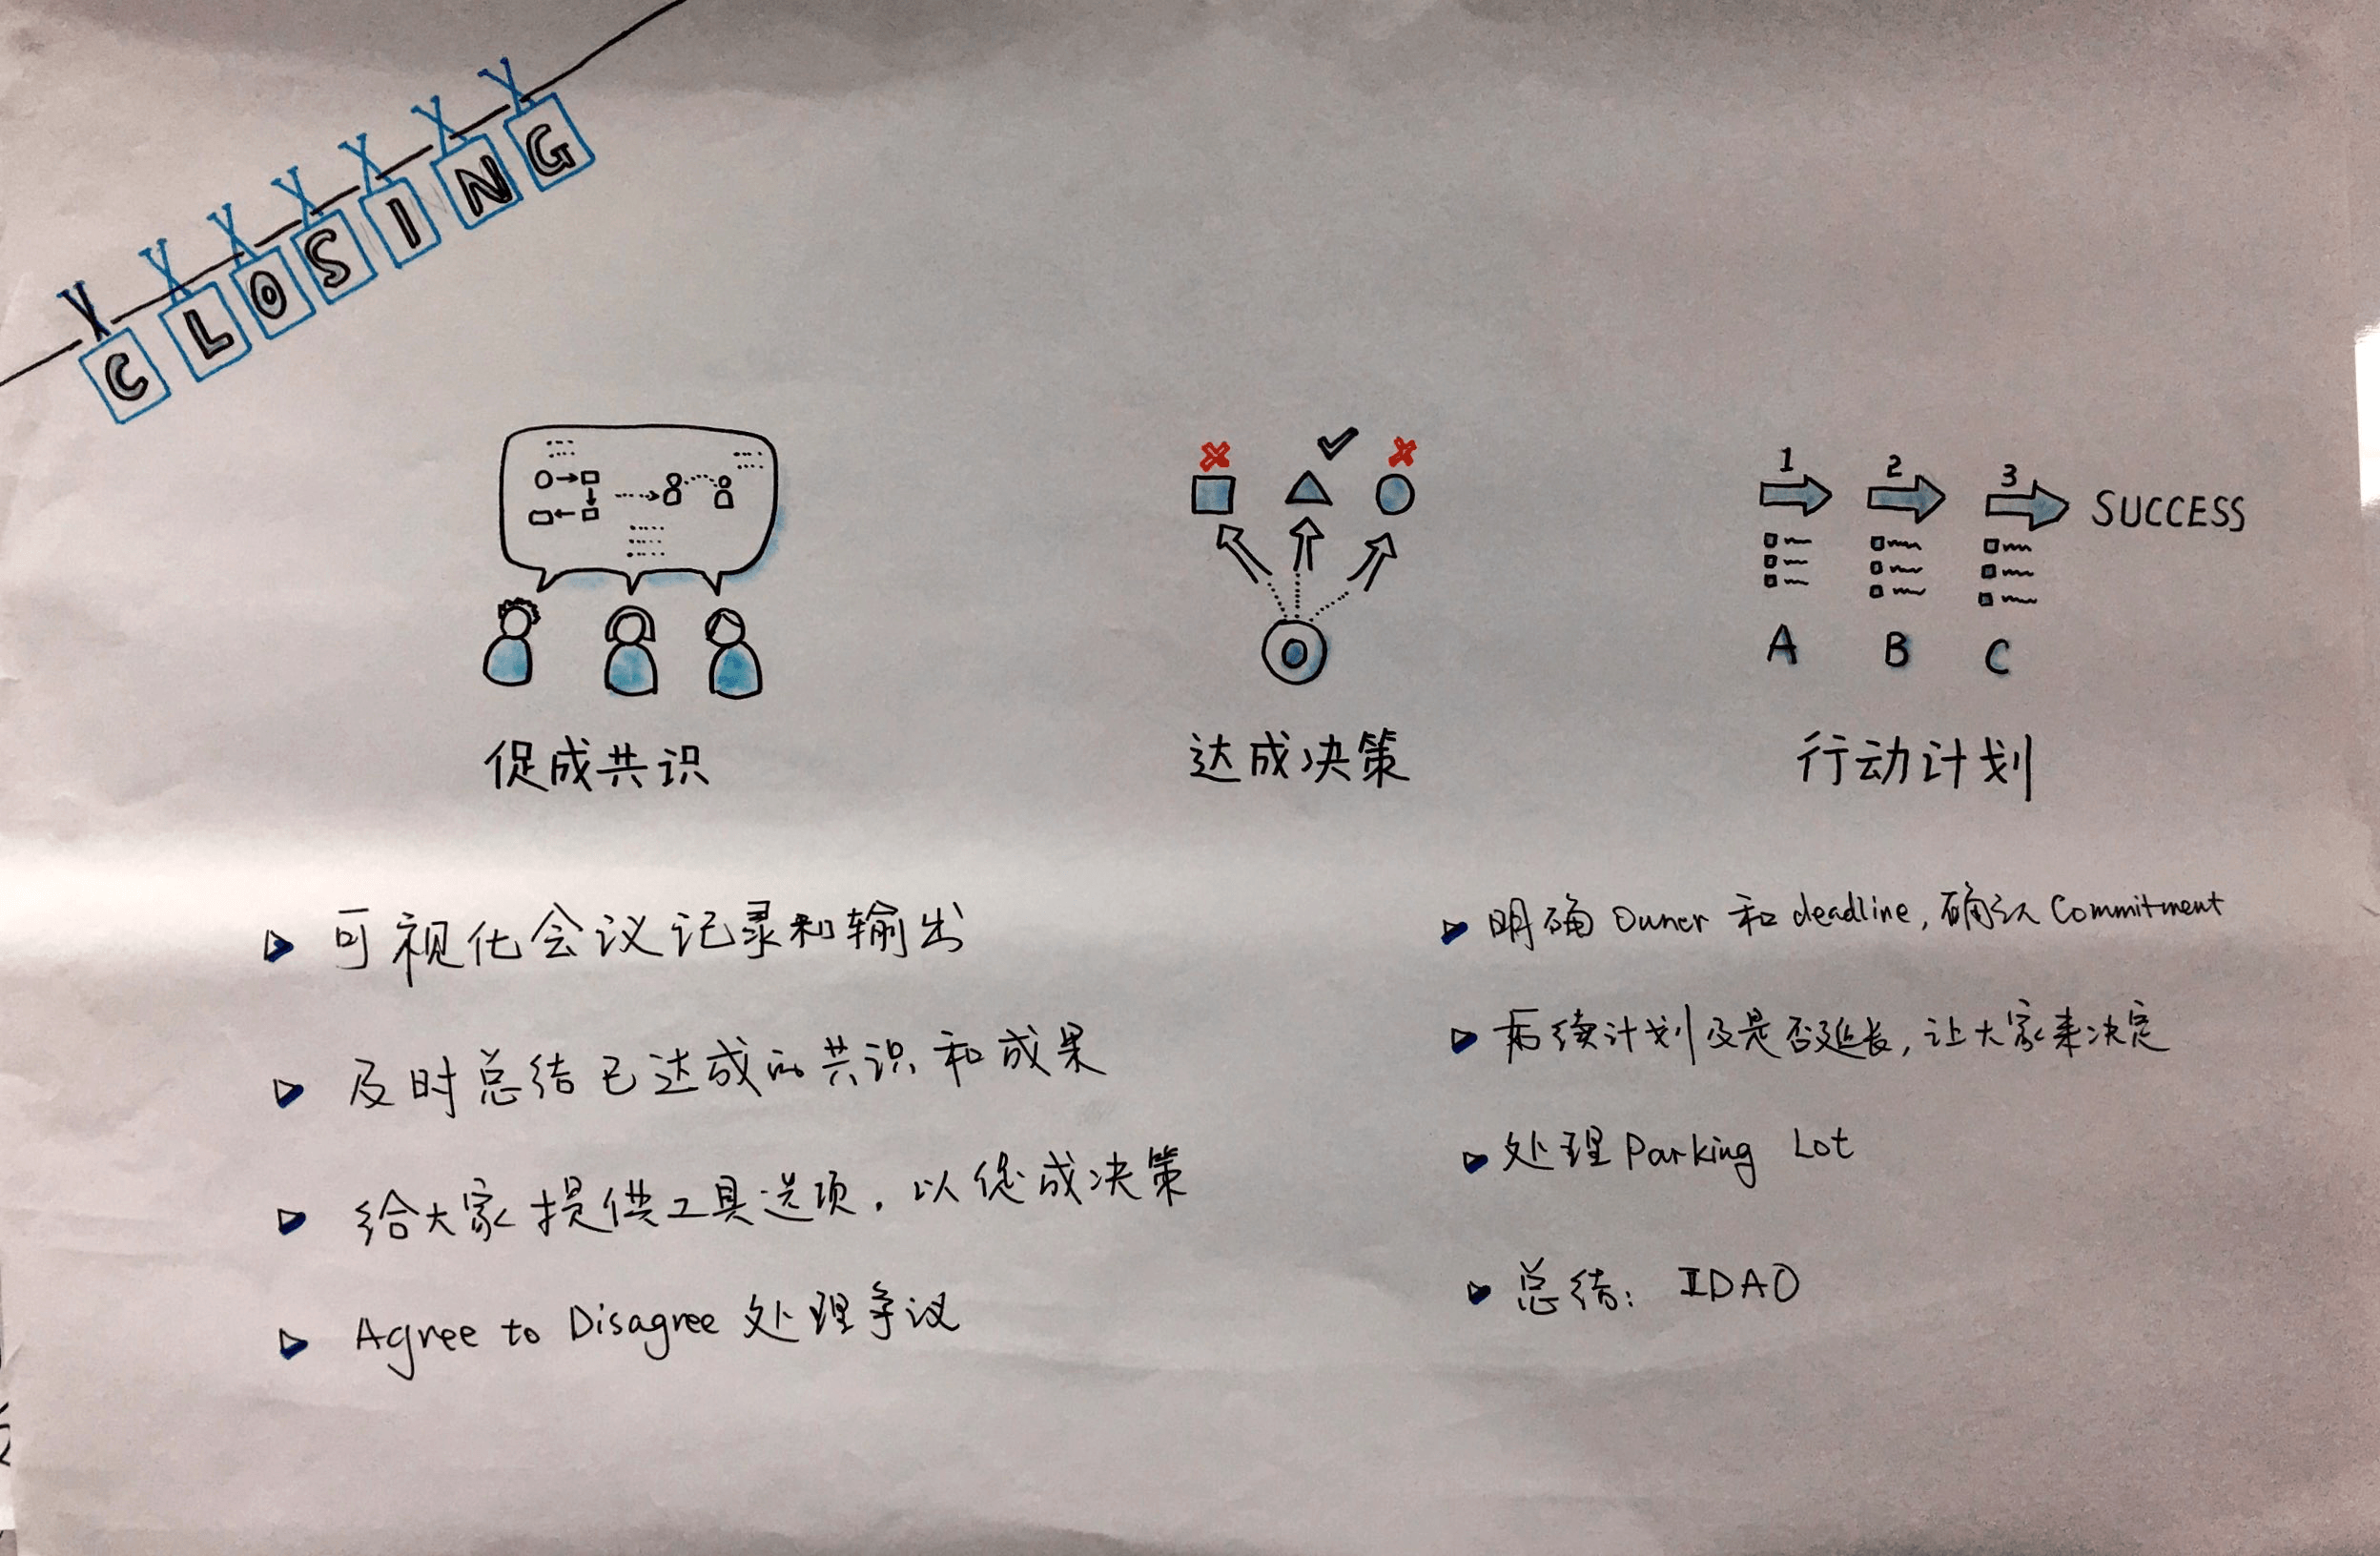 CLOSING
1 2 3 SUCCESS
A B C
促成共识 达成决策 行动计划
可视化会议记录和输出
及时总结已达成的共识和成果
给大家提供工具选项，以促成决策
Agree to Disagree 处理争议
明确 Owner 和 deadline, 确认 Commitment
后续计划及是否延长, 让大家来决定
处理 Parking Lot
总结: IDAO